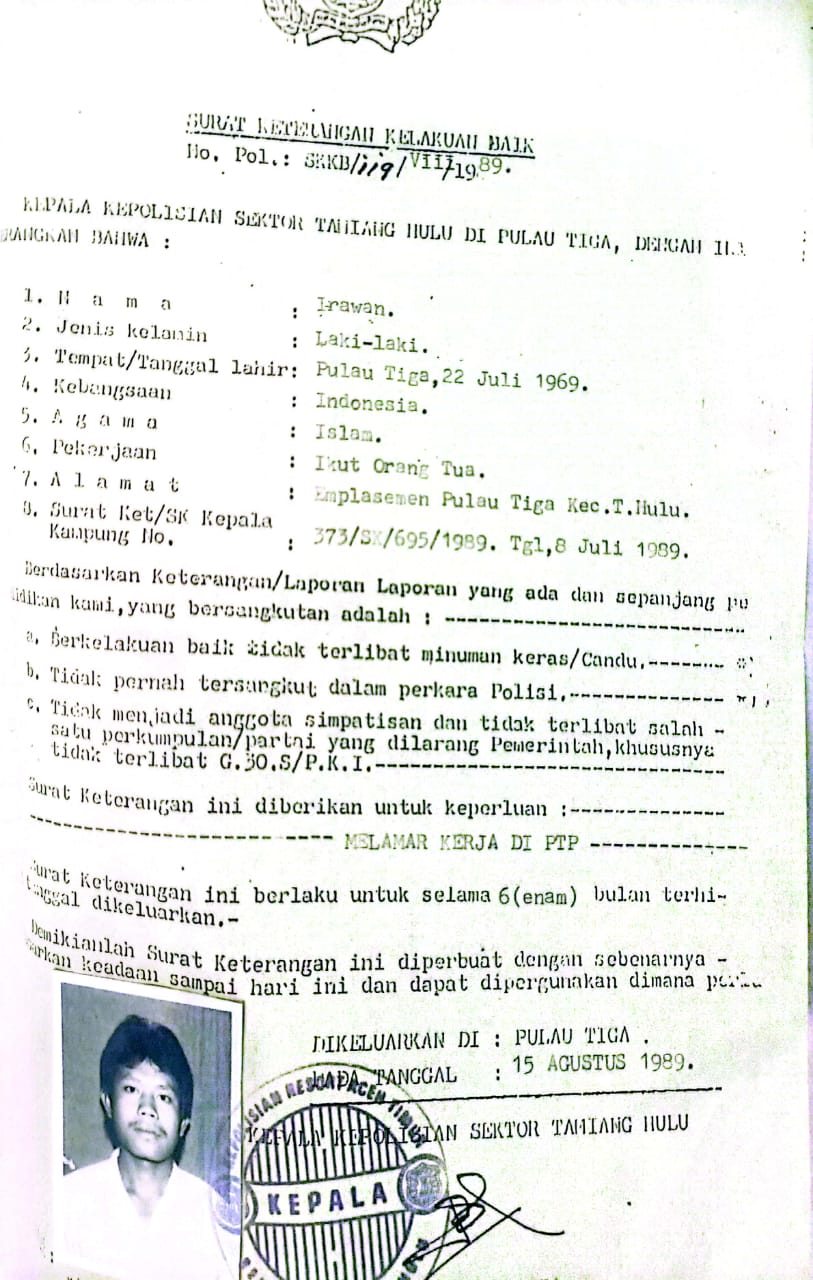 SURAT KETERANGAN KELAKUAN BAIK
No. Pol.: SKKB/119/VIII/1989.
KEPALA KEPOLISIAN SEKTOR TAMIANG HULU DI PULAU TIGA, DENGAN INI
RANGKAN BAHWA :
1. N a m a : Irawan.
2. Jenis kelamin : Laki-laki.
3. Tempat/Tanggal lahir: Pulau Tiga,22 Juli 1969.
4. Kebangsaan : Indonesia.
5. A g a m a : Islam.
6. Pekerjaan : Ikut Orang Tua.
7. A l a m a t : Emplasemen Pulau Tiga Kec.T.Hulu.
8. Surat Ket/SK Kepala
Kampung No. : 373/SK/695/1989. Tgl,8 Juli 1989.
Berdasarkan Keterangan/Laporan Laporan yang ada dan sepanjang pe
didikan kami,yang bersangkutan adalah : --------------------------
a. Berkelakuan baik tidak terlibat minuman keras/Candu.-------- *)
b. Tidak pernah tersangkut dalam perkara Polisi.---------------- *)
c. Tidak menjadi anggota simpatisan dan tidak terlibat salah -
satu perkumpulan/partai yang dilarang Pemerintah,khususnya
tidak terlibat G.30.S/P.K.I.-------------------------------
Surat Keterangan ini diberikan untuk keperluan :--------------
---------------------------- MELAMAR KERJA DI PTP --------------
Surat Keterangan ini berlaku untuk selama 6(enam) bulan terhi-
tanggal dikeluarkan.-
Demikianlah Surat Keterangan ini diperbuat dengan sebenarnya -
sarkan keadaan sampai hari ini dan dapat dipergunakan dimana perlu
DIKELUARKAN DI : PULAU TIGA .
PADA TANGGAL : 15 AGUSTUS 1989.
KEPALA KEPOLISIAN SEKTOR TAMIANG HULU
KEPOLISIAN RESORT ACEH TIMUR
KEPALA